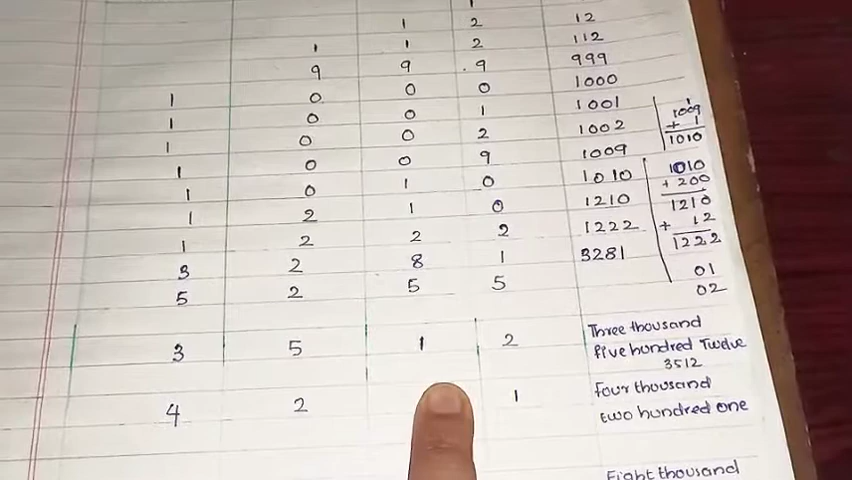 1 2 12
1 1 2 112
9 9 9 999
1 0 0 0 1000
1 0 0 1 1001
1 0 0 2 1002
1 0 0 9 1009
1 0 1 0 1010
1 2 1 0 1210
1 2 2 2 1222
3 2 8 1 3281
5 2 5 5
1
1009
+ 1
1010
1010
+ 200
1210
+ 12
1222
01
02
3 5 1 2 Three thousand
five hundred Twelve
3512
4 2 1 four thousand
two hundred one
Eight thousand